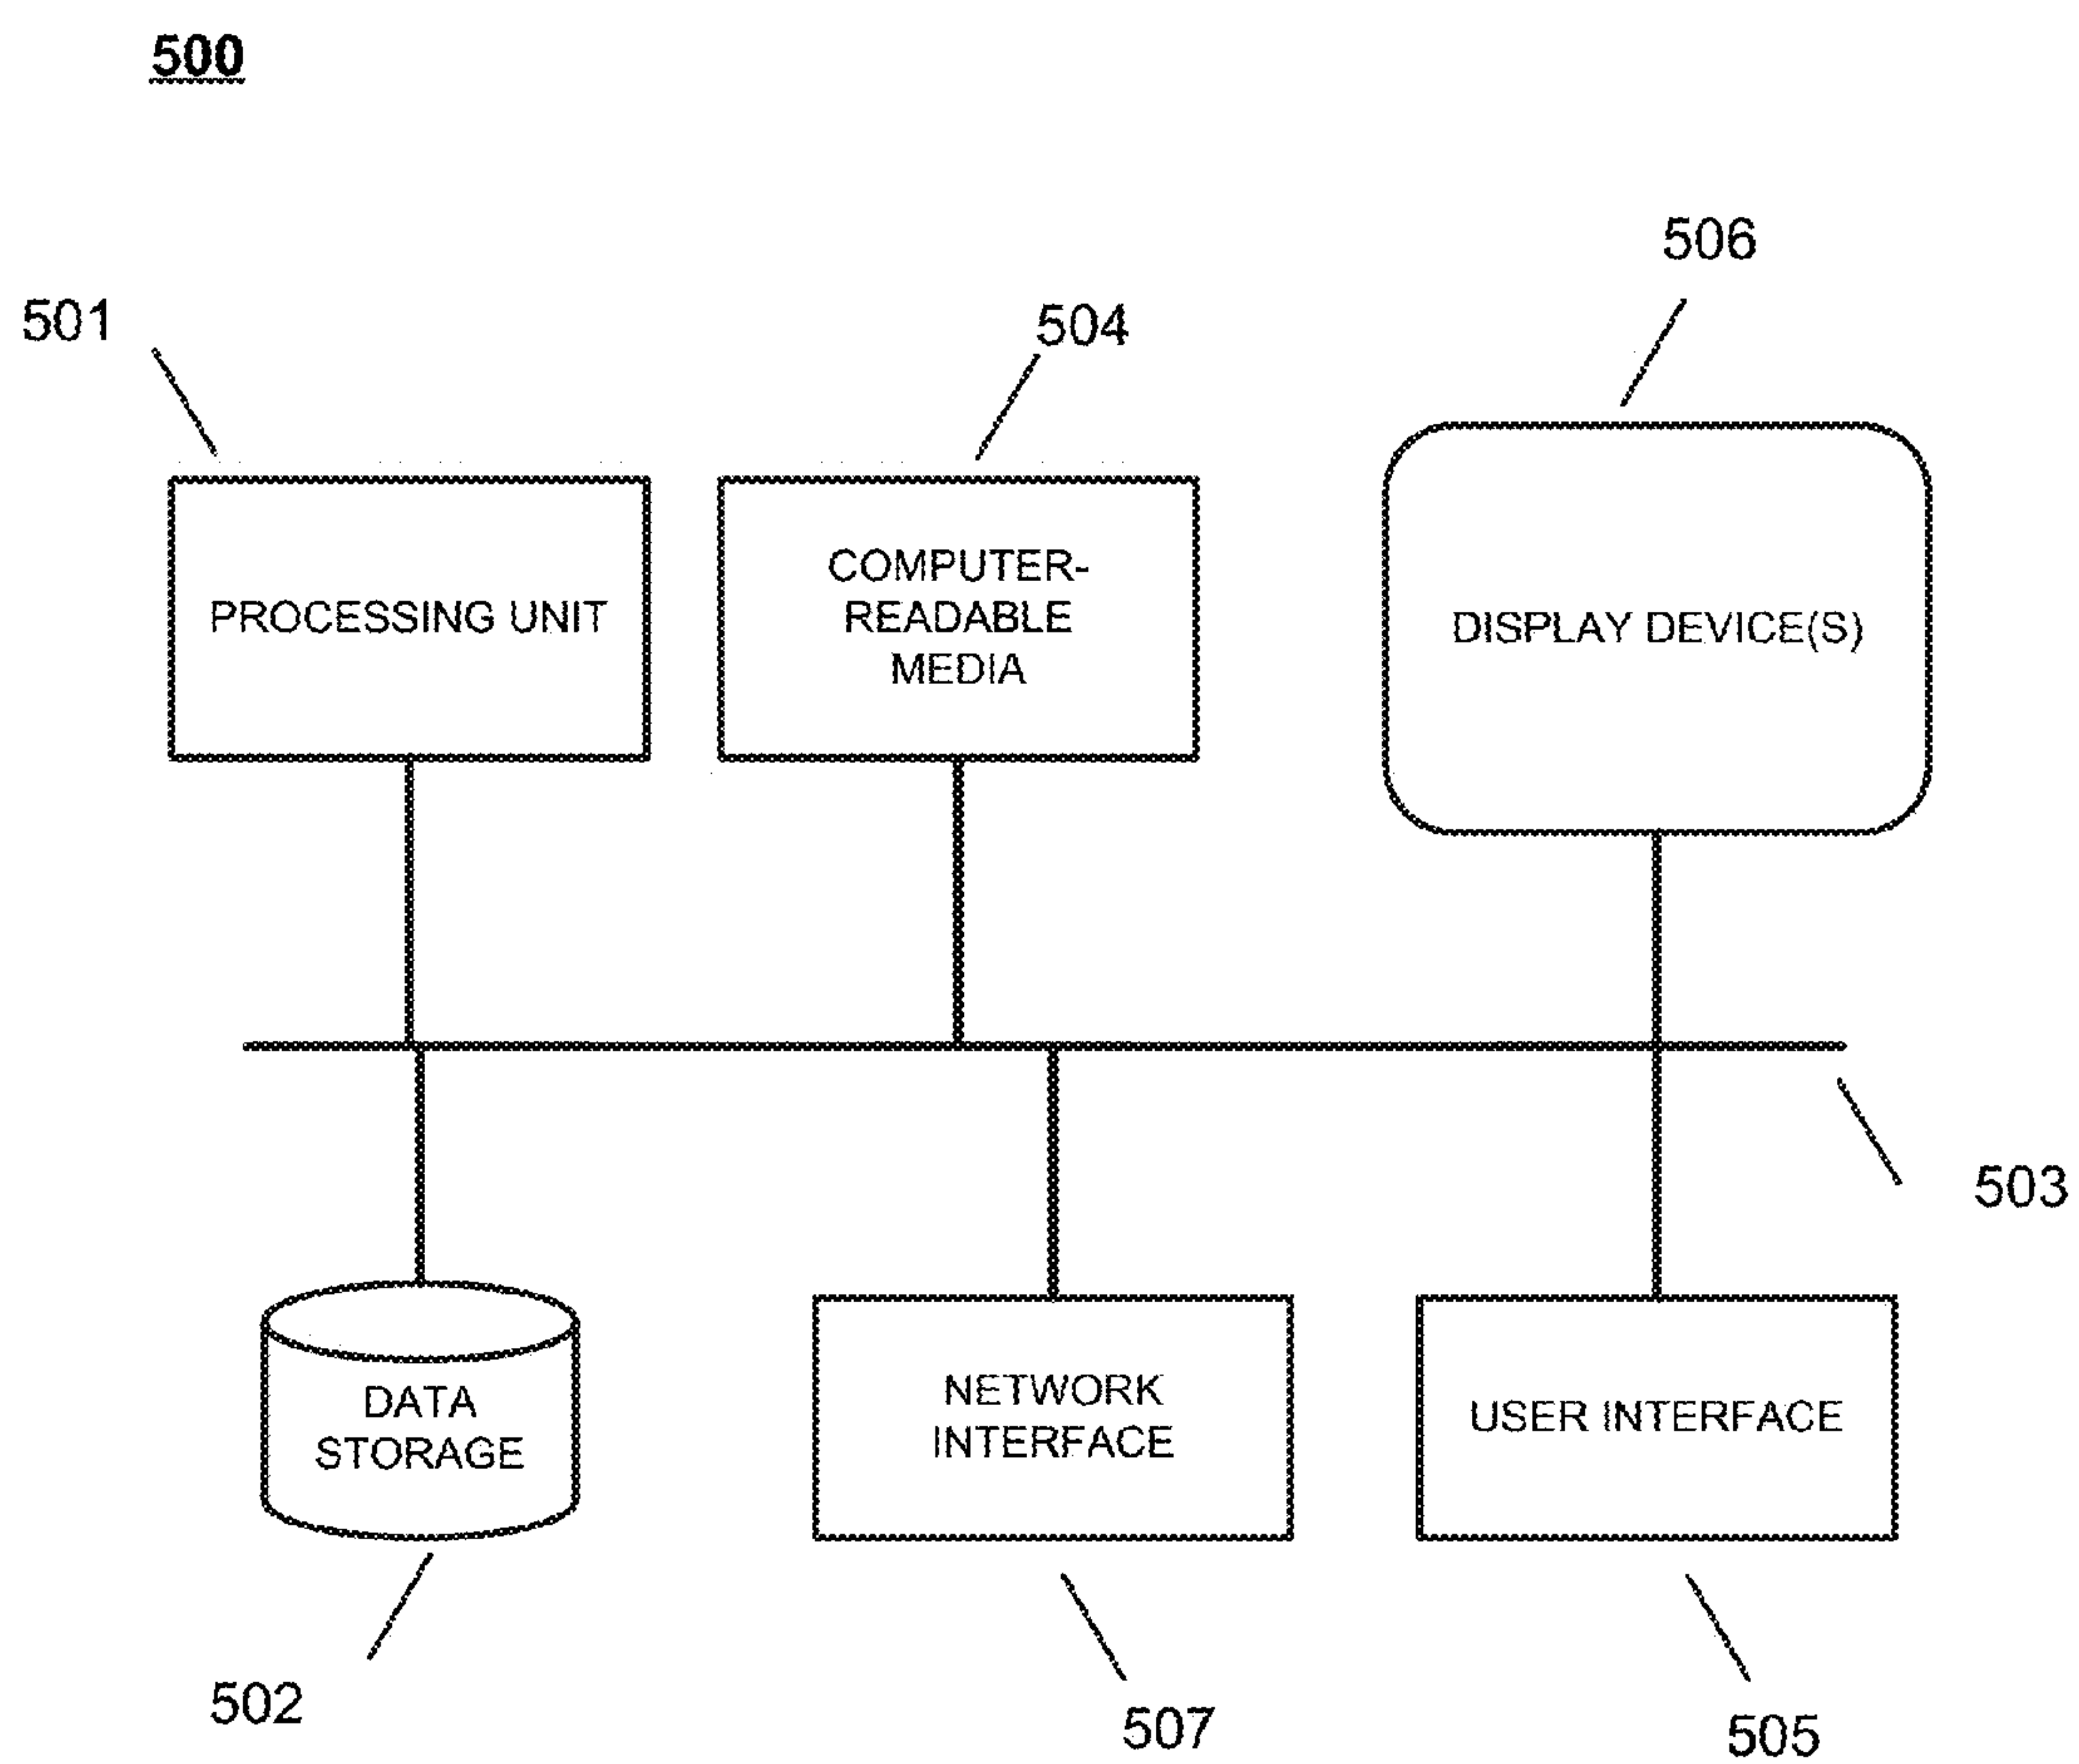 500
506
501
504
PROCESSING UNIT
COMPUTER-
READABLE
MEDIA
DISPLAY DEVICE(S)
503
DATA
STORAGE
NETWORK
INTERFACE
USER INTERFACE
502
507
505